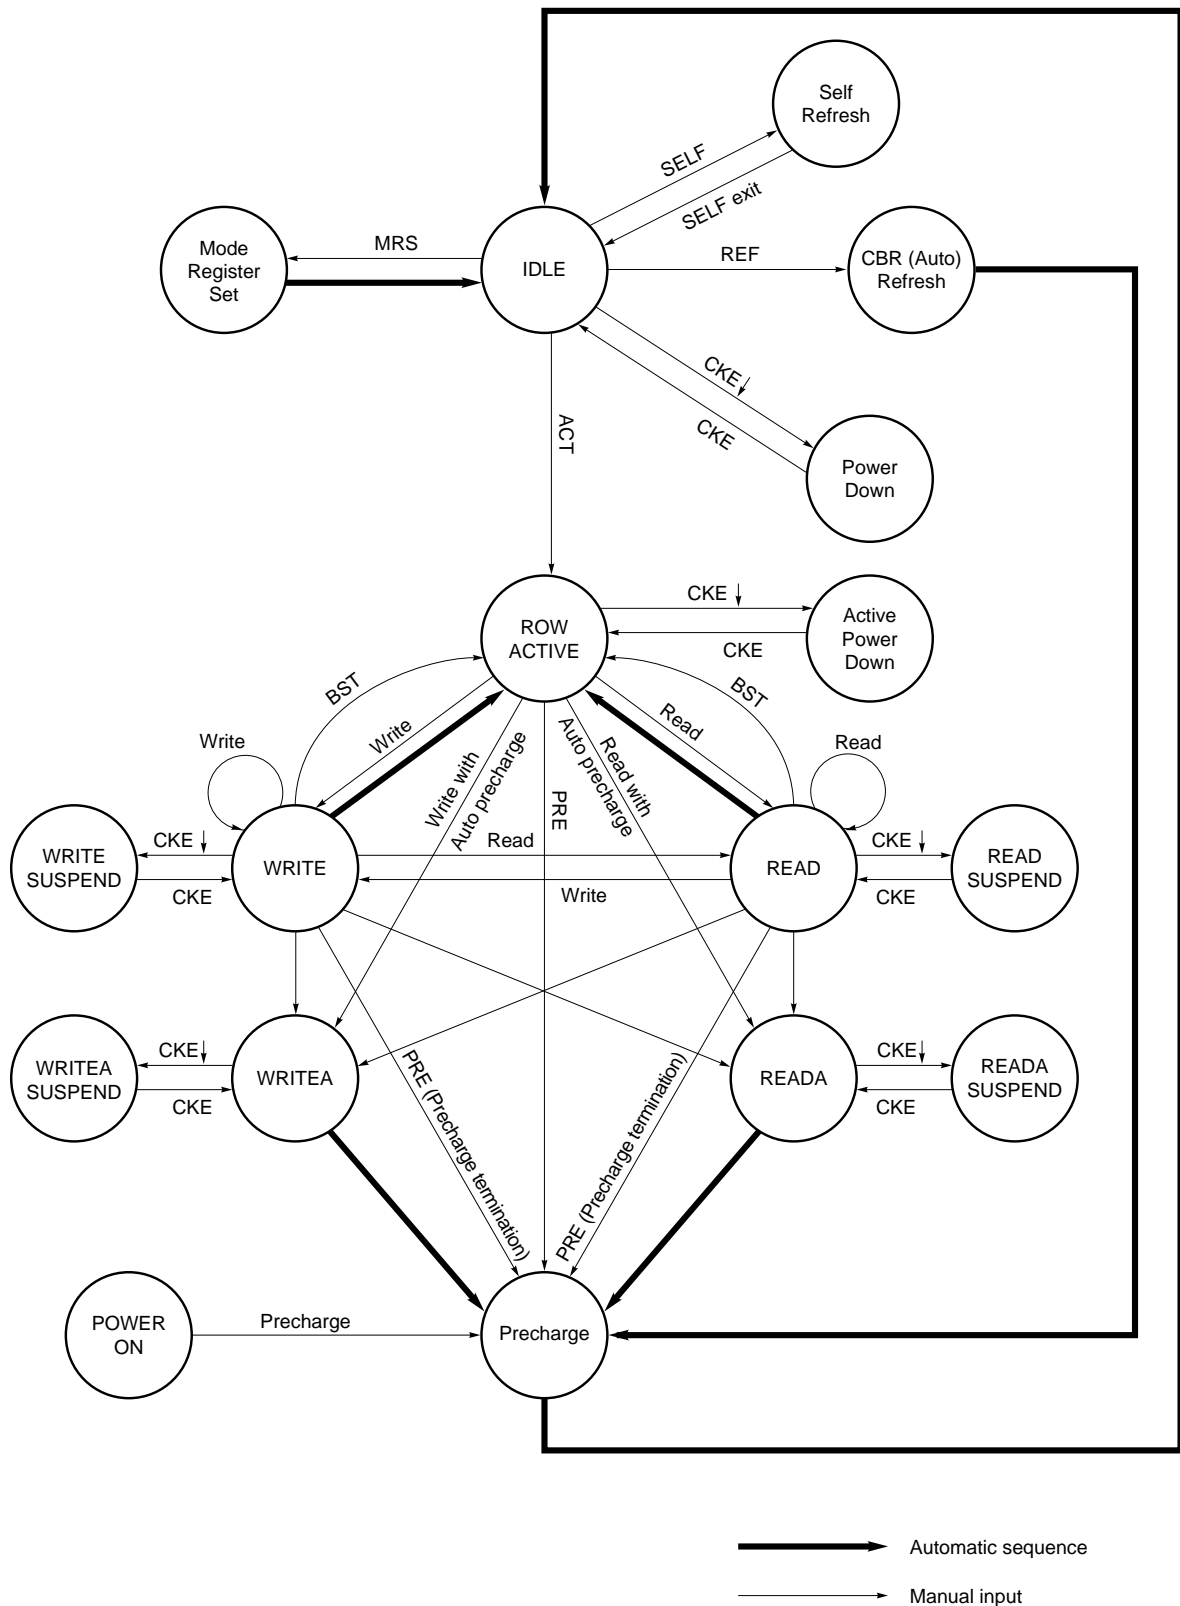 Self
Refresh
SELF
SELF exit
Mode
Register
Set
MRS
IDLE
REF
CBR (Auto)
Refresh
CKE↓
CKE
Power
Down
ACT
ROW
ACTIVE
CKE ↓
CKE
Active
Power
Down
BST
Write
Write
Write with
Auto precharge
PRE
Read with
Auto precharge
Read
BST
Read
WRITE
SUSPEND
CKE ↓
CKE
WRITE
Read
Write
READ
CKE ↓
CKE
READ
SUSPEND
WRITEA
SUSPEND
CKE↓
CKE
WRITEA
PRE (Precharge termination)
PRE (Precharge termination)
READA
CKE↓
CKE
READA
SUSPEND
POWER
ON
Precharge
Precharge
Automatic sequence
Manual input